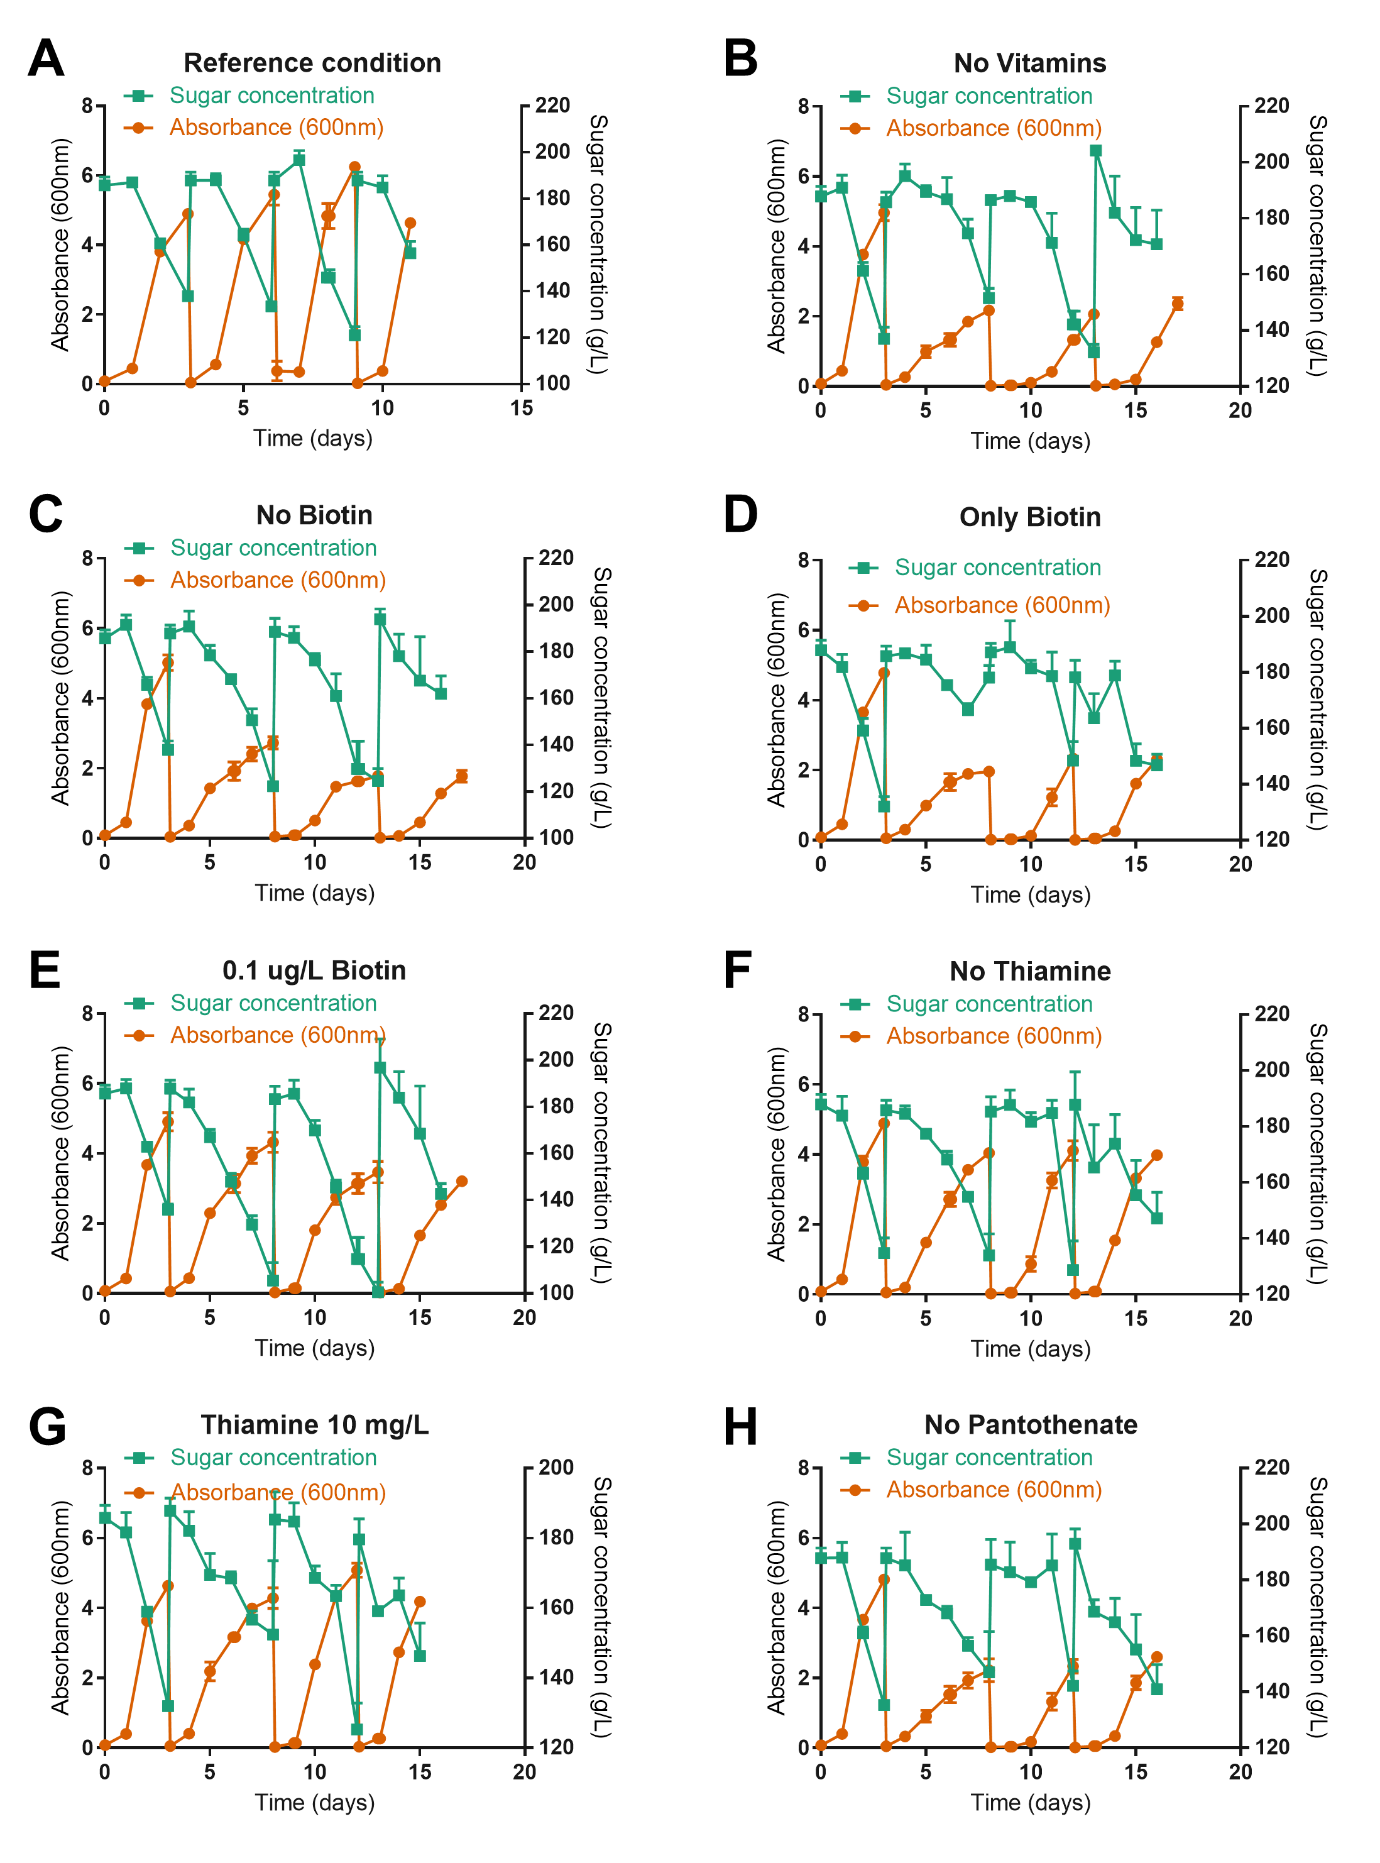 A
Reference condition
Sugar concentration
Absorbance (600nm)
8
6
4
2
0
Absorbance (600nm)
220
200
180
160
140
120
100
Sugar concentration (g/L)
0 5 10 15
Time (days)
B
No Vitamins
Sugar concentration
Absorbance (600nm)
8
6
4
2
0
Absorbance (600nm)
220
200
180
160
140
120
Sugar concentration (g/L)
0 5 10 15 20
Time (days)
C
No Biotin
Sugar concentration
Absorbance (600nm)
8
6
4
2
0
Absorbance (600nm)
220
200
180
160
140
120
100
Sugar concentration (g/L)
0 5 10 15 20
Time (days)
D
Only Biotin
Sugar concentration
Absorbance (600nm)
8
6
4
2
0
Absorbance (600nm)
220
200
180
160
140
120
Sugar concentration (g/L)
0 5 10 15 20
Time (days)
E
0.1 ug/L Biotin
Sugar concentration
Absorbance (600nm)
8
6
4
2
0
Absorbance (600nm)
220
200
180
160
140
120
100
Sugar concentration (g/L)
0 5 10 15 20
Time (days)
F
No Thiamine
Sugar concentration
Absorbance (600nm)
8
6
4
2
0
Absorbance (600nm)
220
200
180
160
140
120
Sugar concentration (g/L)
0 5 10 15 20
Time (days)
G
Thiamine 10 mg/L
Sugar concentration
Absorbance (600nm)
8
6
4
2
0
Absorbance (600nm)
200
180
160
140
120
Sugar concentration (g/L)
0 5 10 15 20
Time (days)
H
No Pantothenate
Sugar concentration
Absorbance (600nm)
8
6
4
2
0
Absorbance (600nm)
220
200
180
160
140
120
Sugar concentration (g/L)
0 5 10 15 20
Time (days)